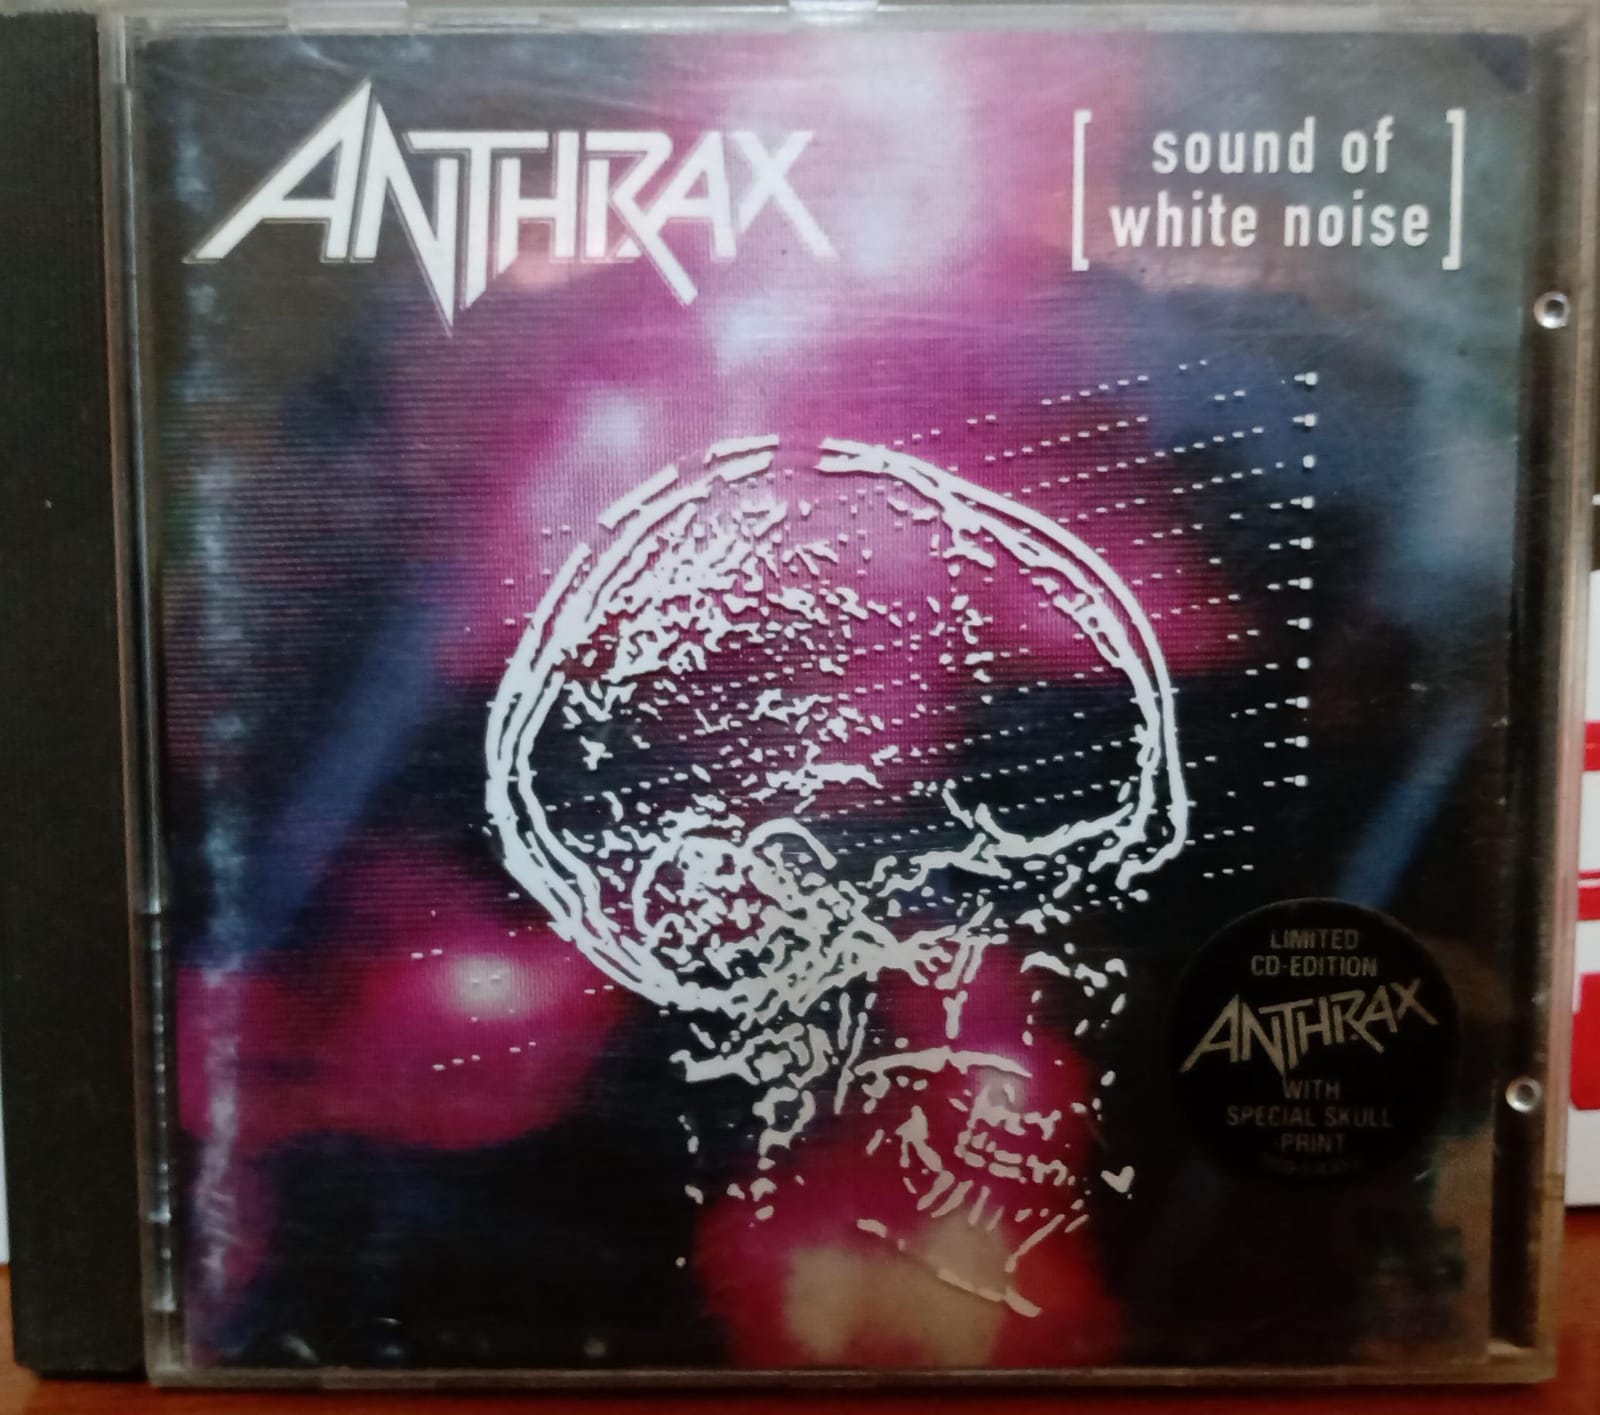 ANTHRAX
[ sound of
white noise ]
LIMITED
CD-EDITION
ANTHRAX
WITH
SPECIAL SKULL
PRINT